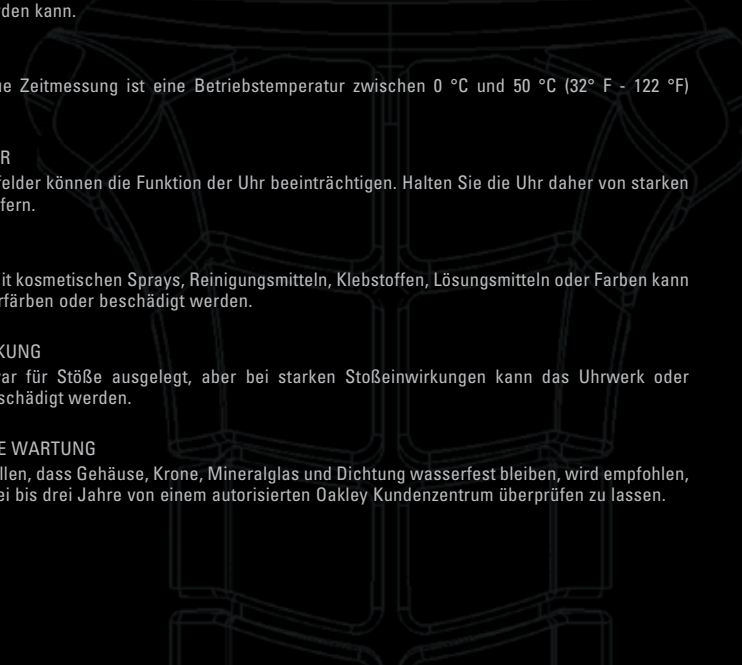 rden kann.
ue Zeitmessung ist eine Betriebstemperatur zwischen 0 °C und 50 °C (32° F - 122 °F)
R
felder können die Funktion der Uhr beeinträchtigen. Halten Sie die Uhr daher von starken
fern.
it kosmetischen Sprays, Reinigungsmitteln, Klebstoffen, Lösungsmitteln oder Farben kann
rfärben oder beschädigt werden.
KUNG
var für Stöße ausgelegt, aber bei starken Stoßeinwirkungen kann das Uhrwerk oder
schädigt werden.
E WARTUNG
llen, dass Gehäuse, Krone, Mineralglas und Dichtung wasserfest bleiben, wird empfohlen,
ei bis drei Jahre von einem autorisierten Oakley Kundenzentrum überprüfen zu lassen.